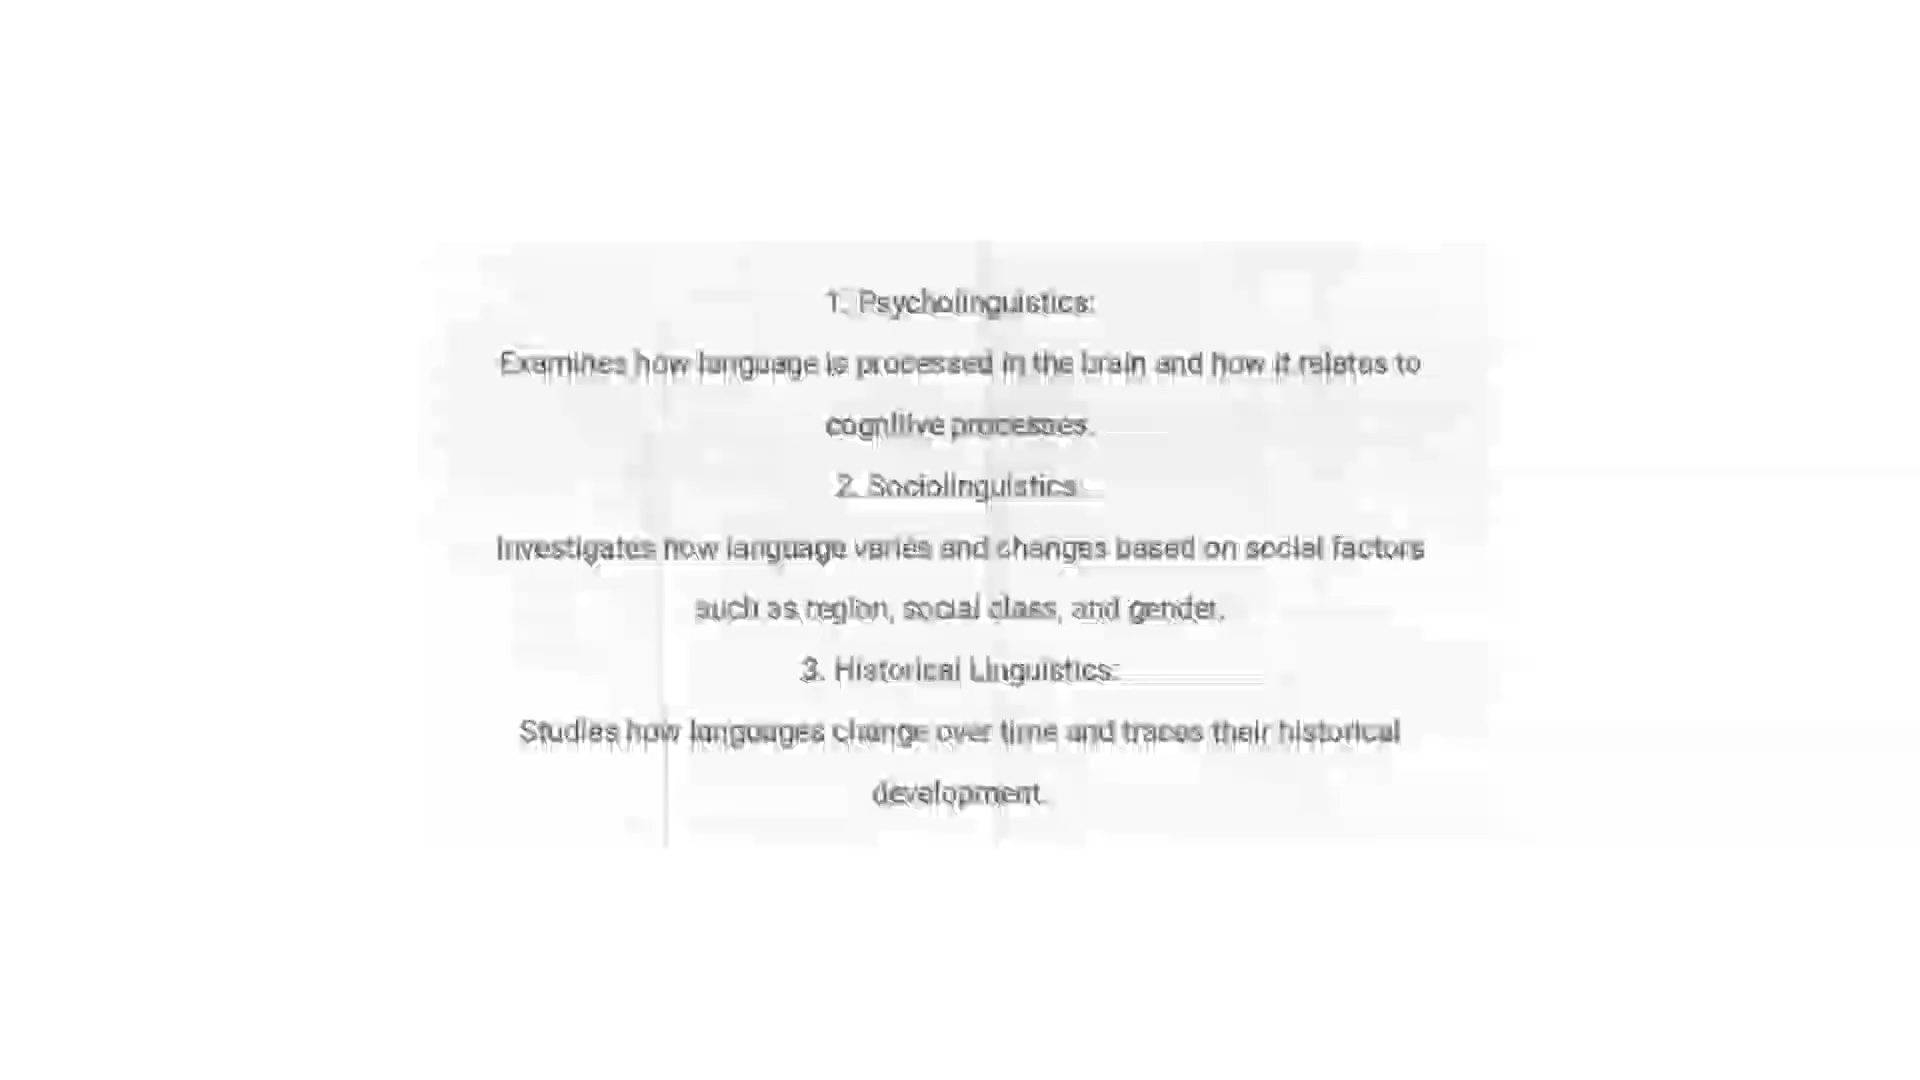 1. Psycholinguistics:
Examines how language is processed in the brain and how it relates to
cognitive processes.
2. Sociolinguistics:
Investigates how language varies and changes based on social factors
such as region, social class, and gender.
3. Historical Linguistics:
Studies how languages change over time and traces their historical
development.